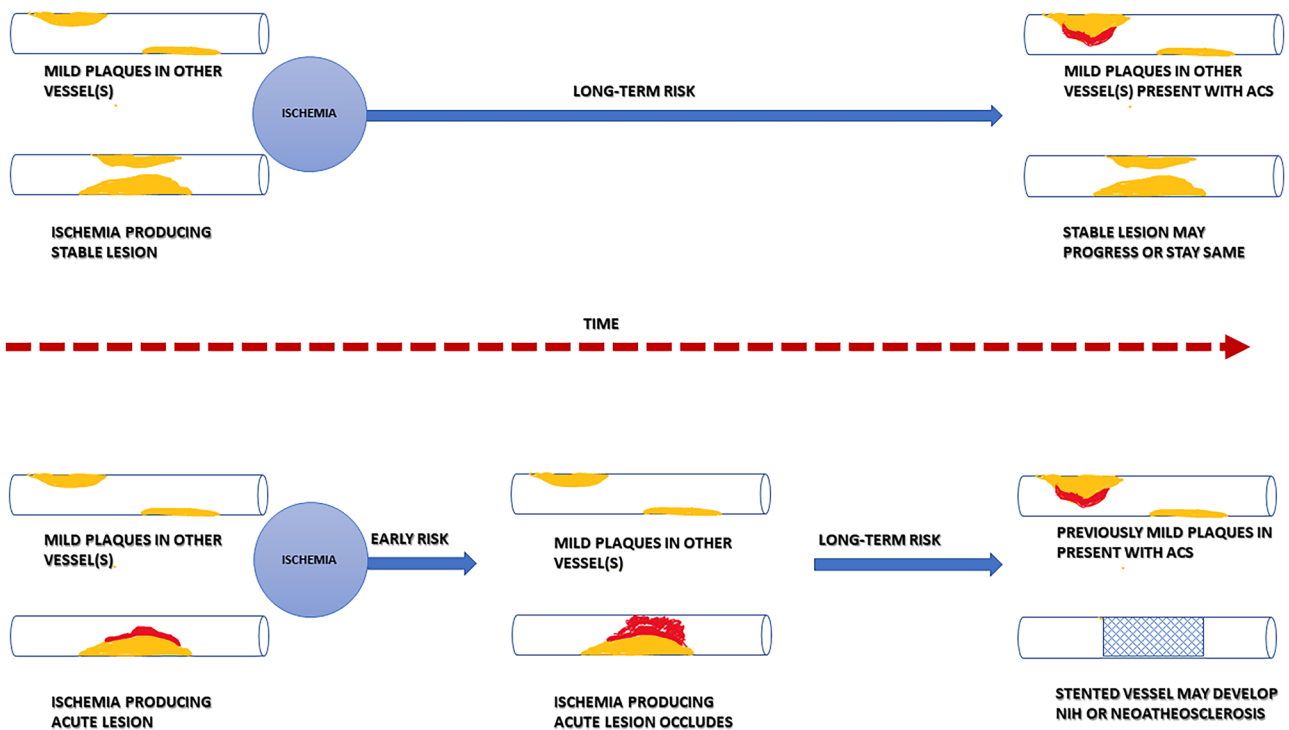 MILD PLAQUES IN OTHER
VESSEL(S)
ISCHEMIA
LONG-TERM RISK
MILD PLAQUES IN OTHER
VESSEL(S) PRESENT WITH ACS
ISCHEMIA PRODUCING
STABLE LESION
STABLE LESION MAY
PROGRESS OR STAY SAME
TIME
MILD PLAQUES IN OTHER
VESSEL(S)
ISCHEMIA
EARLY RISK
MILD PLAQUES IN OTHER
VESSEL(S)
LONG-TERM RISK
PREVIOUSLY MILD PLAQUES IN
PRESENT WITH ACS
ISCHEMIA PRODUCING
ACUTE LESION
ISCHEMIA PRODUCING
ACUTE LESION OCCLUDES
STENTED VESSEL MAY DEVELOP
NIH OR NEOATHEOSCLEROSIS